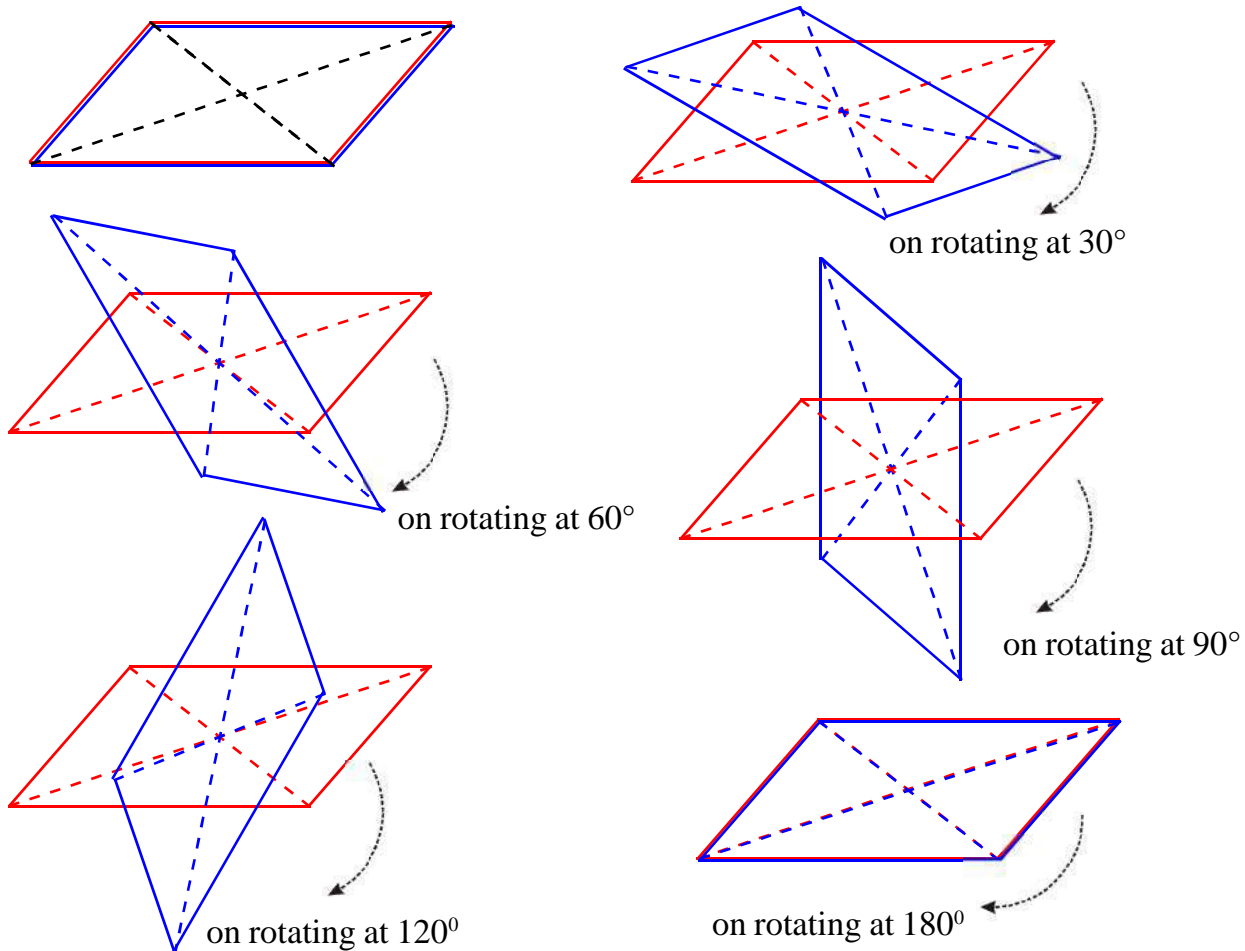 on rotating at 30°
on rotating at 60°
on rotating at 90°
on rotating at 120⁰
on rotating at 180⁰